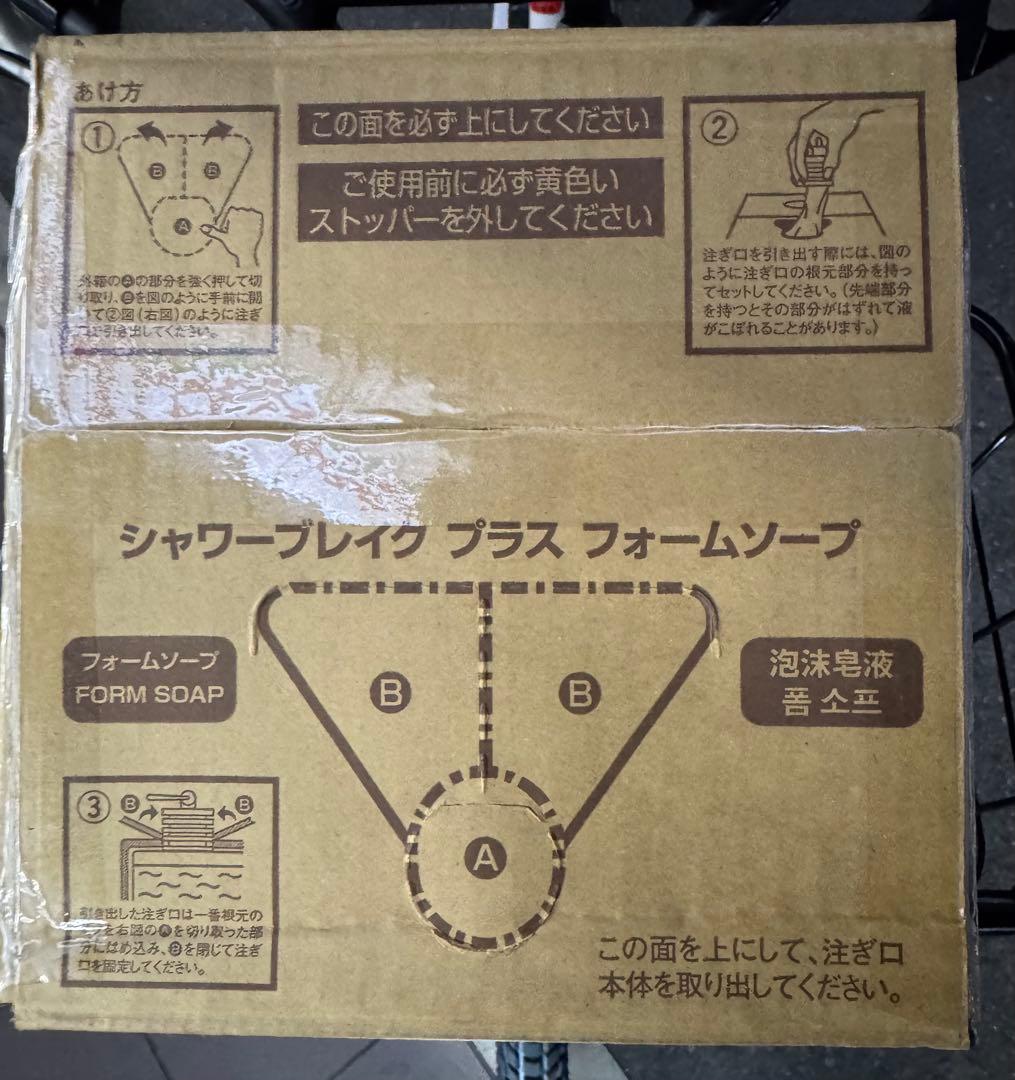 あけ方
①
B
B
A
外箱のAの部分を強く押して切
り取り、Bを図のように手前に開
いて②図(右図)のように注ぎ
口を引き出してください。
この面を必ず上にしてください
ご使用前に必ず黄色い
ストッパーを外してください
②
注ぎ口を引き出す際には、図の
ように注ぎ口の根元部分を持っ
てセットしてください。(先端部分
を持つとその部分がはずれて液
がこぼれることがあります。)
シャワーブレイク プラス フォームソープ
フォームソープ
FORM SOAP
B
B
A
泡沫皂液
폼 소프
③
B
B
引き出した注ぎ口は一番根元の
を右図のAを切り取った部
分にはめ込み、Bを閉じて注ぎ
口を固定してください。
この面を上にして、注ぎ口
本体を取り出してください。